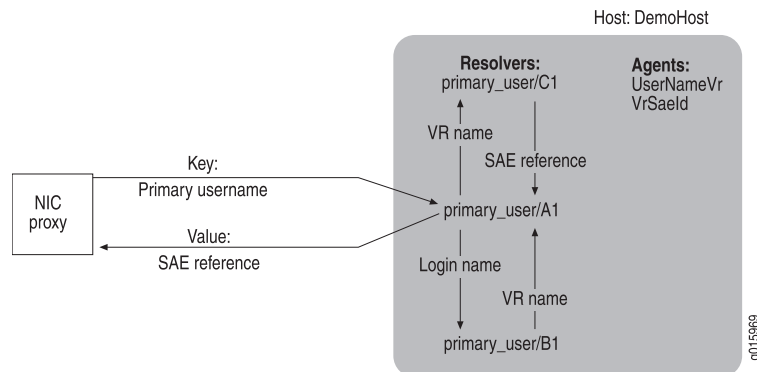 Host: DemoHost
Resolvers:
primary_user/C1
Agents:
UserNameVr
VrSaeId
VR name
SAE reference
Key:
Primary username
NIC
proxy
primary_user/A1
Value:
SAE reference
Login name
VR name
primary_user/B1
g015969